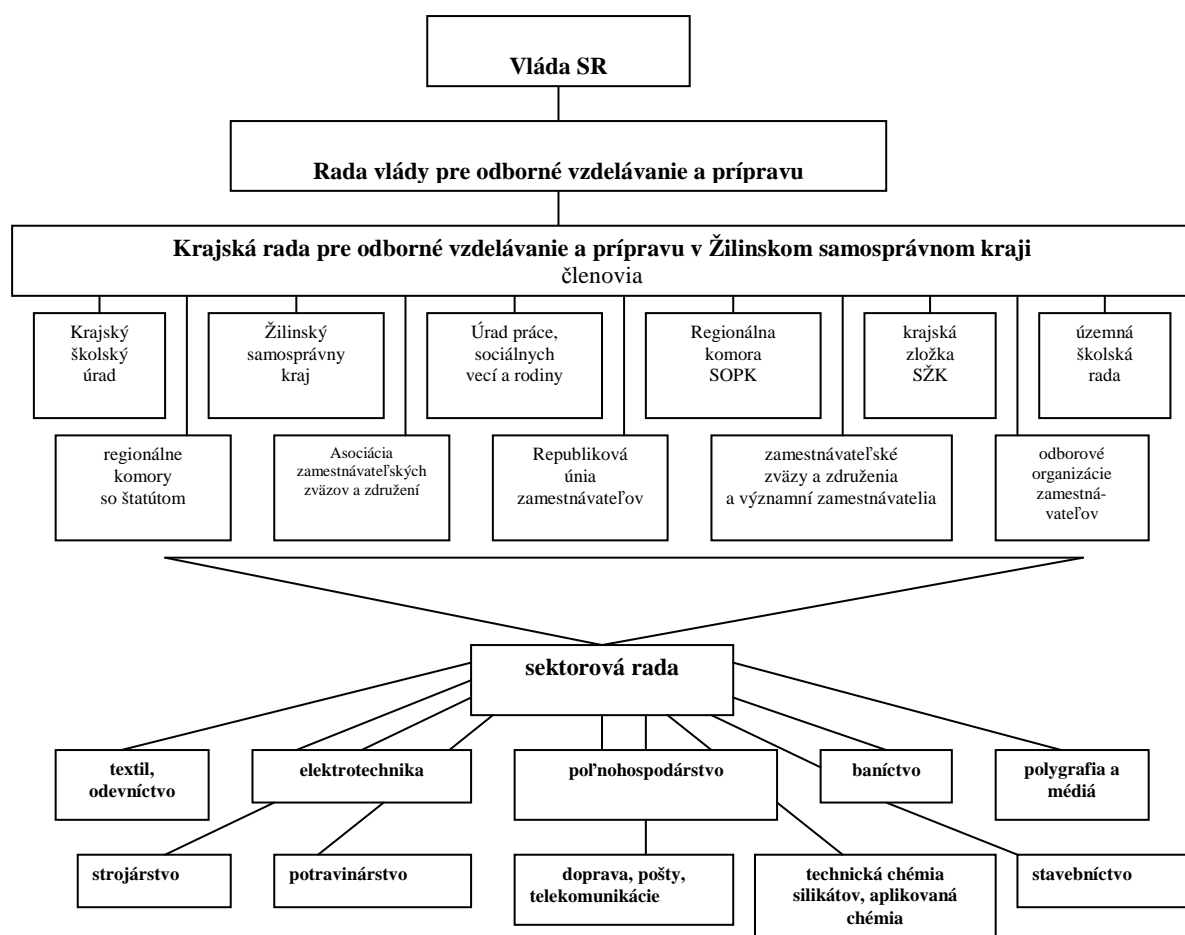 Vláda SR
Rada vlády pre odborné vzdelávanie a prípravu
Krajská rada pre odborné vzdelávanie a prípravu v Žilinskom samosprávnom kraji
členovia
Krajský
školský
úrad
Žilinský
samosprávny
kraj
Úrad práce,
sociálnych
vecí a rodiny
Regionálna
komora
SOPK
krajská
zložka
SŽK
územná
školská
rada
regionálne
komory
so štatútom
Asociácia
zamestnávateľských
zväzov a združení
Republiková
únia
zamestnávateľov
zamestnávateľské
zväzy a združenia
a významní zamestnávatelia
odborové
organizácie
zamestná-
vateľov
sektorová rada
textil,
odevníctvo
elektrotechnika
poľnohospodárstvo
baníctvo
polygrafia a
médiá
strojárstvo
potravinárstvo
doprava, pošty,
telekomunikácie
technická chémia
silikátov, aplikovaná
chémia
stavebníctvo